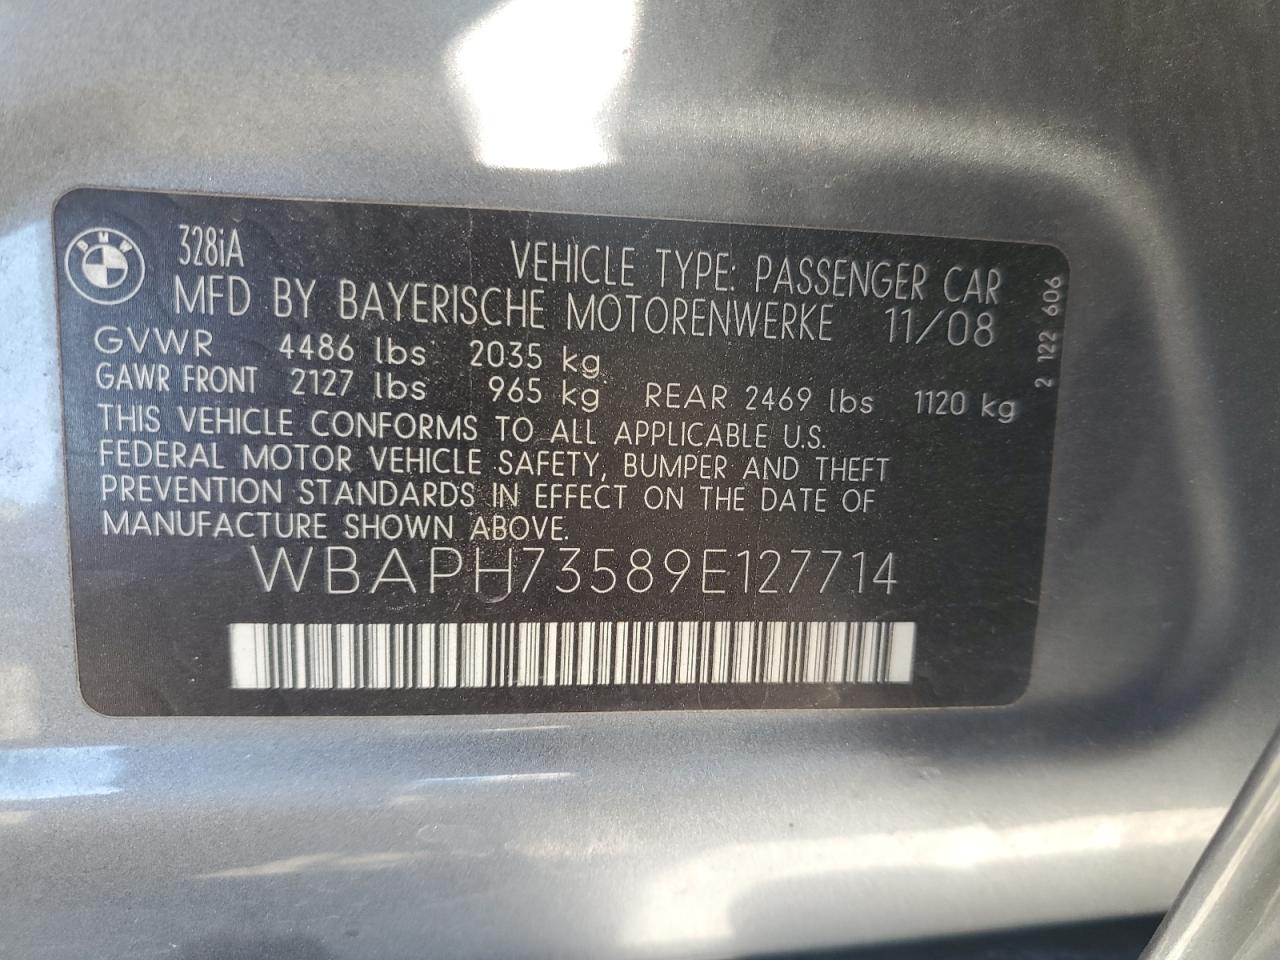 BMW
328iA VEHICLE TYPE: PASSENGER CAR
MFD BY BAYERISCHE MOTORENWERKE 11/08
GVWR 4486 lbs 2035 kg
GAWR FRONT 2127 lbs 965 kg REAR 2469 lbs 1120 kg
THIS VEHICLE CONFORMS TO ALL APPLICABLE U.S.
FEDERAL MOTOR VEHICLE SAFETY, BUMPER AND THEFT
PREVENTION STANDARDS IN EFFECT ON THE DATE OF
MANUFACTURE SHOWN ABOVE.
WBAPH73589E127714
2 122 606